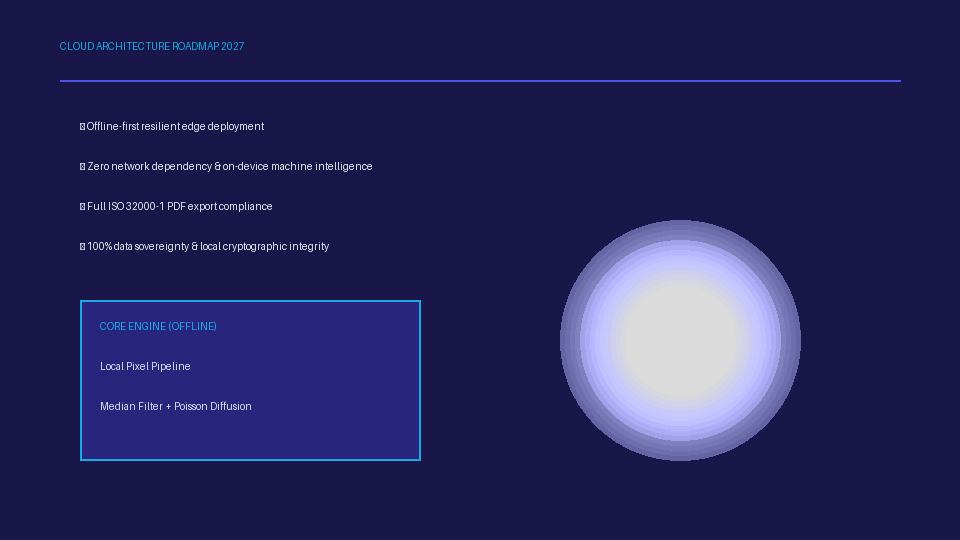 CLOUD ARCHITECTURE ROADMAP 2027
Offline-first resilient edge deployment
Zero network dependency & on-device machine intelligence
Full ISO 32000-1 PDF export compliance
100% data sovereignty & local cryptographic integrity
CORE ENGINE (OFFLINE)
Local Pixel Pipeline
Median Filter + Poisson Diffusion